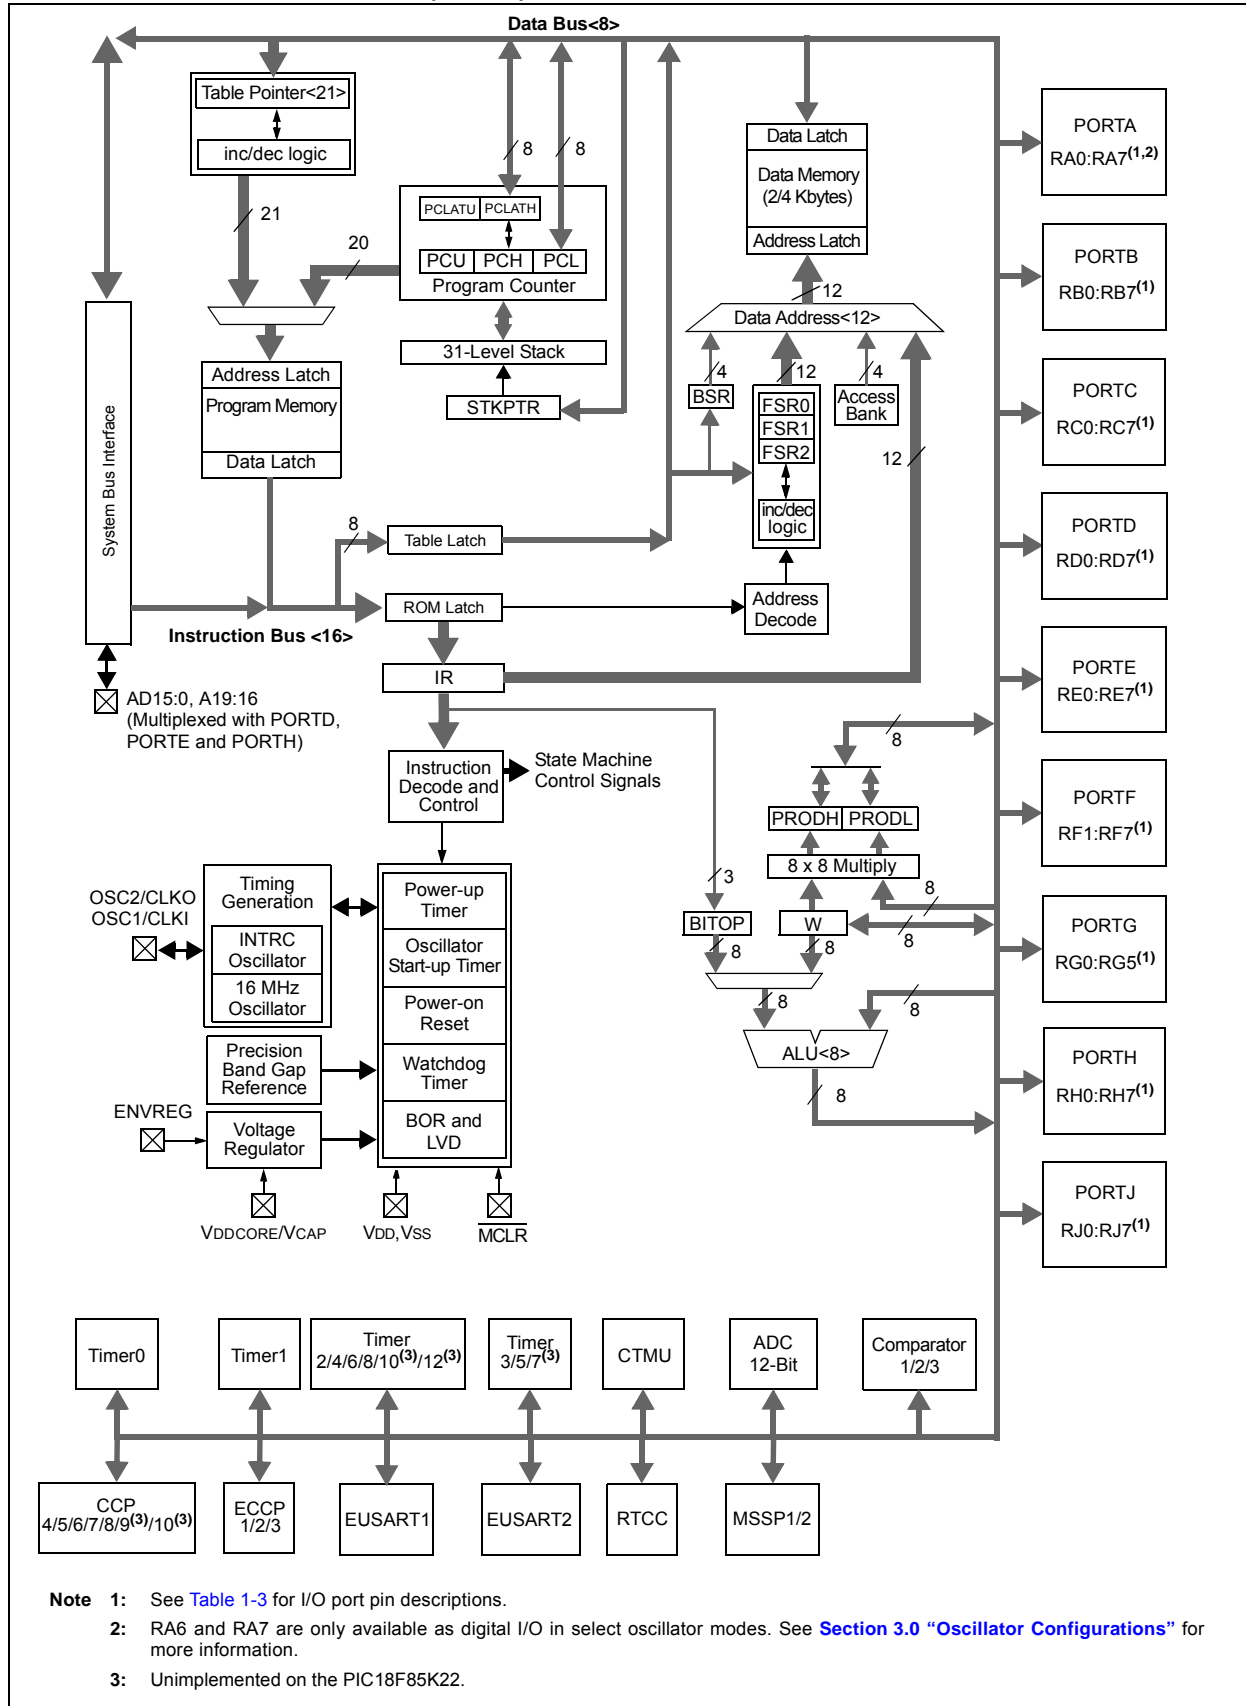 Data Bus<8>
Table Pointer<21>
inc/dec logic
21
20
8
8
PCLATU PCLATH
PCU PCH PCL
Program Counter
31-Level Stack
STKPTR
Address Latch
Program Memory
Data Latch
System Bus Interface
8
Table Latch
ROM Latch
Instruction Bus <16>
IR
AD15:0, A19:16
(Multiplexed with PORTD,
PORTE and PORTH)
Data Latch
Data Memory
(2/4 Kbytes)
Address Latch
12
Data Address<12>
4
12
4
BSR
FSR0
FSR1
FSR2
inc/dec
logic
Access
Bank
12
Address
Decode
Instruction
Decode and
Control
State Machine
Control Signals
8
PRODH PRODL
8 x 8 Multiply
3
8
BITOP
W
8
8
8
8
8
ALU<8>
8
OSC2/CLKO
OSC1/CLKI
Timing
Generation
INTRC
Oscillator
16 MHz
Oscillator
Precision
Band Gap
Reference
ENVREG
Voltage
Regulator
Power-up
Timer
Oscillator
Start-up Timer
Power-on
Reset
Watchdog
Timer
BOR and
LVD
VDDCORE/VCAP
VDD,VSS
MCLR
PORTA
RA0:RA7(1,2)
PORTB
RB0:RB7(1)
PORTC
RC0:RC7(1)
PORTD
RD0:RD7(1)
PORTE
RE0:RE7(1)
PORTF
RF1:RF7(1)
PORTG
RG0:RG5(1)
PORTH
RH0:RH7(1)
PORTJ
RJ0:RJ7(1)
Timer0
Timer1
Timer
2/4/6/8/10(3)/12(3)
Timer
3/5/7(3)
CTMU
ADC
12-Bit
Comparator
1/2/3
CCP
4/5/6/7/8/9(3)/10(3)
ECCP
1/2/3
EUSART1
EUSART2
RTCC
MSSP1/2
Note 1: See Table 1-3 for I/O port pin descriptions.
2: RA6 and RA7 are only available as digital I/O in select oscillator modes. See Section 3.0 “Oscillator Configurations” for
more information.
3: Unimplemented on the PIC18F85K22.